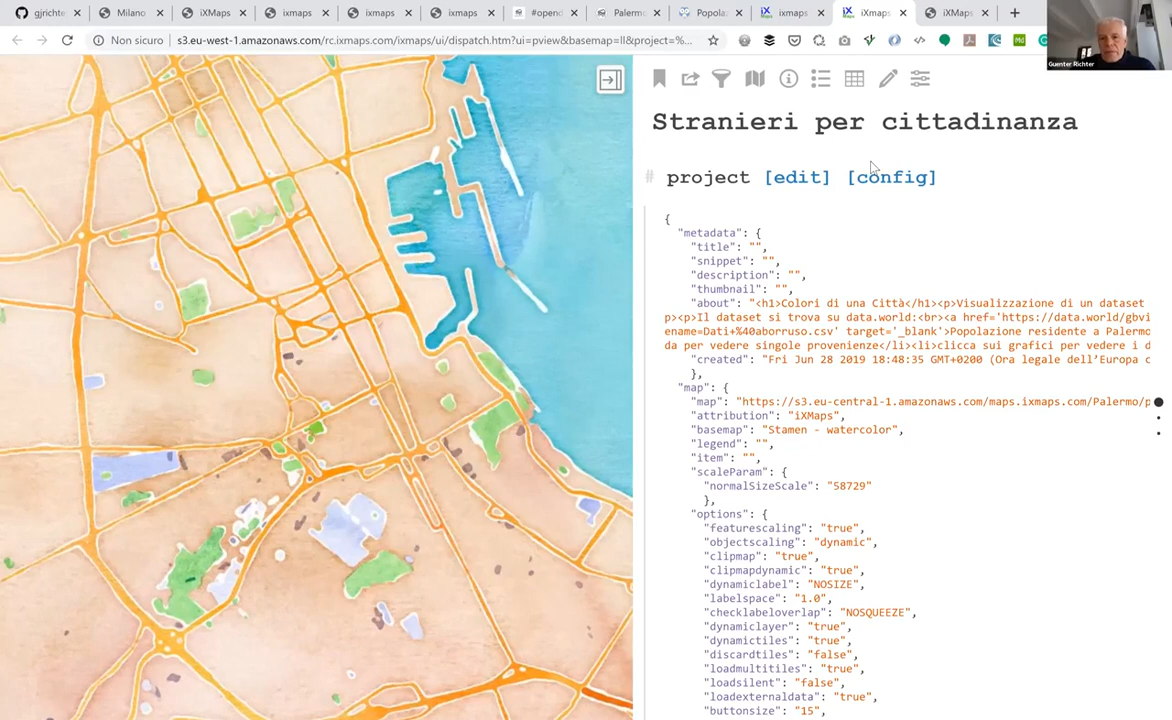 gjrichte
Milano
iXMaps
ixmaps
ixmaps
ixmaps
#opend
Palermo
Popolaz
ixmaps
iXMaps
iXMaps
Non sicuro
s3.eu-west-1.amazonaws.com/rc.ixmaps.com/ixmaps/ui/dispatch.htm?ui=pview&basemap=ll&project=%...
Guenter Richter
Stranieri per cittadinanza
# project [edit] [config]
{
"metadata": {
"title": "",
"snippet": "",
"description": "",
"thumbnail": "",
"about": "<h1>Colori di una Città</h1><p>Visualizzazione di un dataset
p><p>Il dataset si trova su data.world:<br><a href='https://data.world/gbvi
ename=Dati+%40aborruso.csv' target='_blank'>Popolazione residente a Palermo
da per vedere singole provenienze</li><li>clicca sui grafici per vedere i d
"created": "Fri Jun 28 2019 18:48:35 GMT+0200 (Ora legale dell’Europa c
},
"map": {
"map": "https://s3.eu-central-1.amazonaws.com/maps.ixmaps.com/Palermo/p
"attribution": "iXMaps",
"basemap": "Stamen - watercolor",
"legend": "",
"item": "",
"scaleParam": {
"normalSizeScale": "58729"
},
"options": {
"featurescaling": "true",
"objectscaling": "dynamic",
"clipmap": "true",
"clipmapdynamic": "true",
"dynamiclabel": "NOSIZE",
"labelspace": "1.0",
"checklabeloverlap": "NOSQUEEZE",
"dynamiclayer": "true",
"dynamictiles": "true",
"discardtiles": "false",
"loadmultitiles": "true",
"loadsilent": "false",
"loadexternaldata": "true",
"buttonsize": "15",